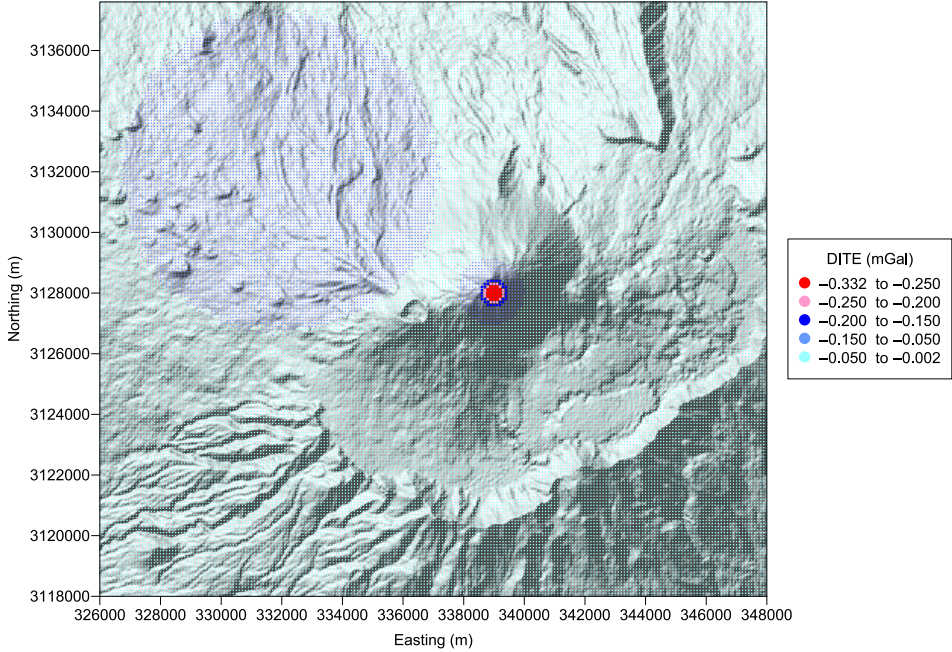 3136000
3134000
3132000
3130000
3128000
3126000
3124000
3122000
3120000
3118000
Northing (m)
326000 328000 330000 332000 334000 336000 338000 340000 342000 344000 346000 348000
Easting (m)
DITE (mGal)
−0.332 to −0.250
−0.250 to −0.200
−0.200 to −0.150
−0.150 to −0.050
−0.050 to −0.002